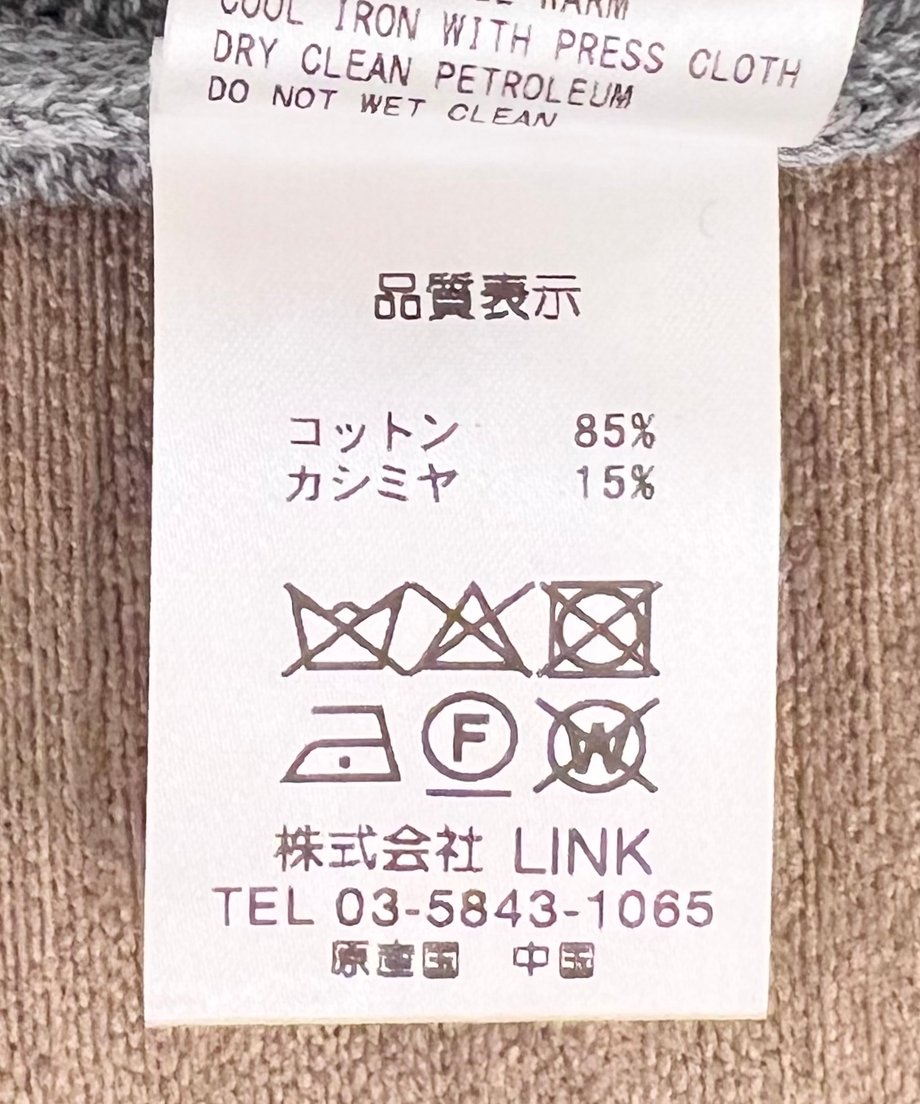 WARM
COOL IRON WITH PRESS CLOTH
DRY CLEAN PETROLEUM
DO NOT WET CLEAN
品質表示
コットン 85%
カシミヤ 15%
F
W
株式会社 LINK
TEL 03-5843-1065
原産国 中国